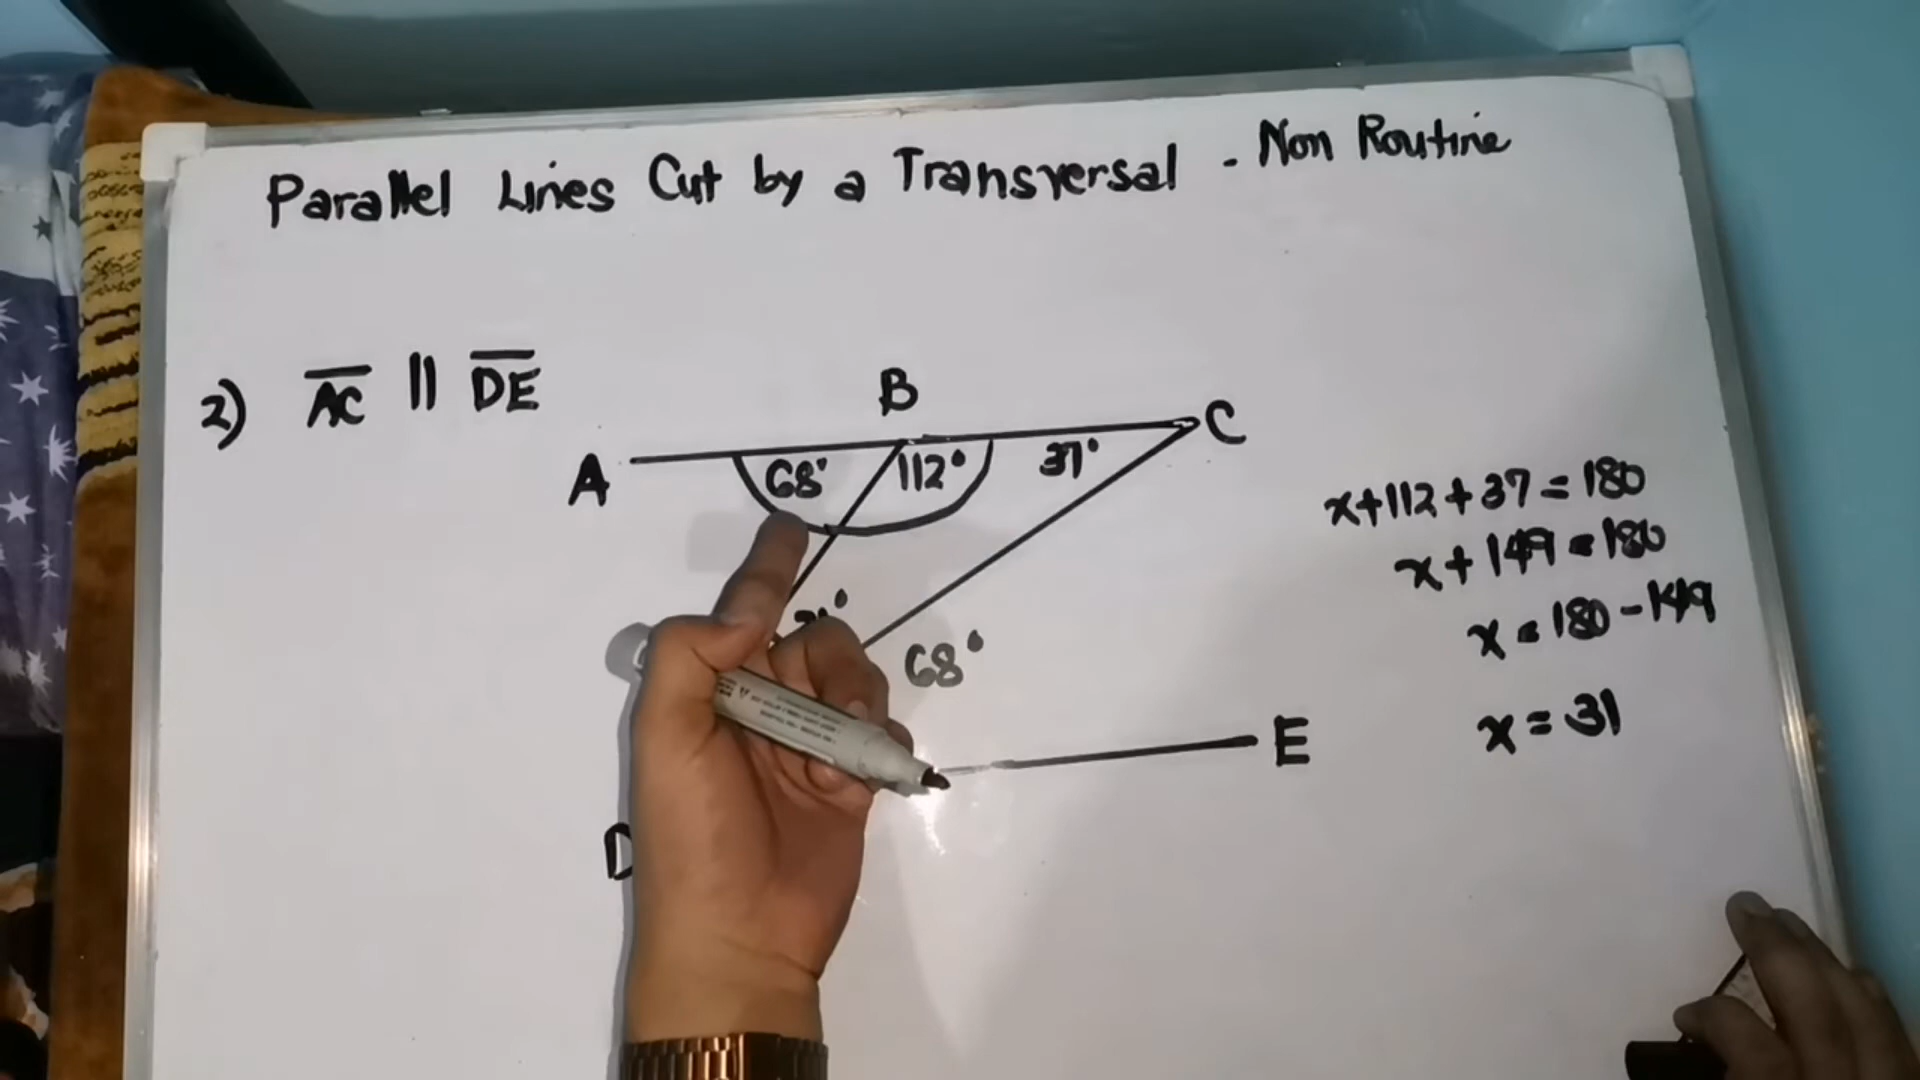 Parallel Lines Cut by a Transversal - Non Routine
2) AC || DE
B
C
A
68° 112° 37°
68°
E
D
x+112+37=180
x+149=180
x=180-149
x=31